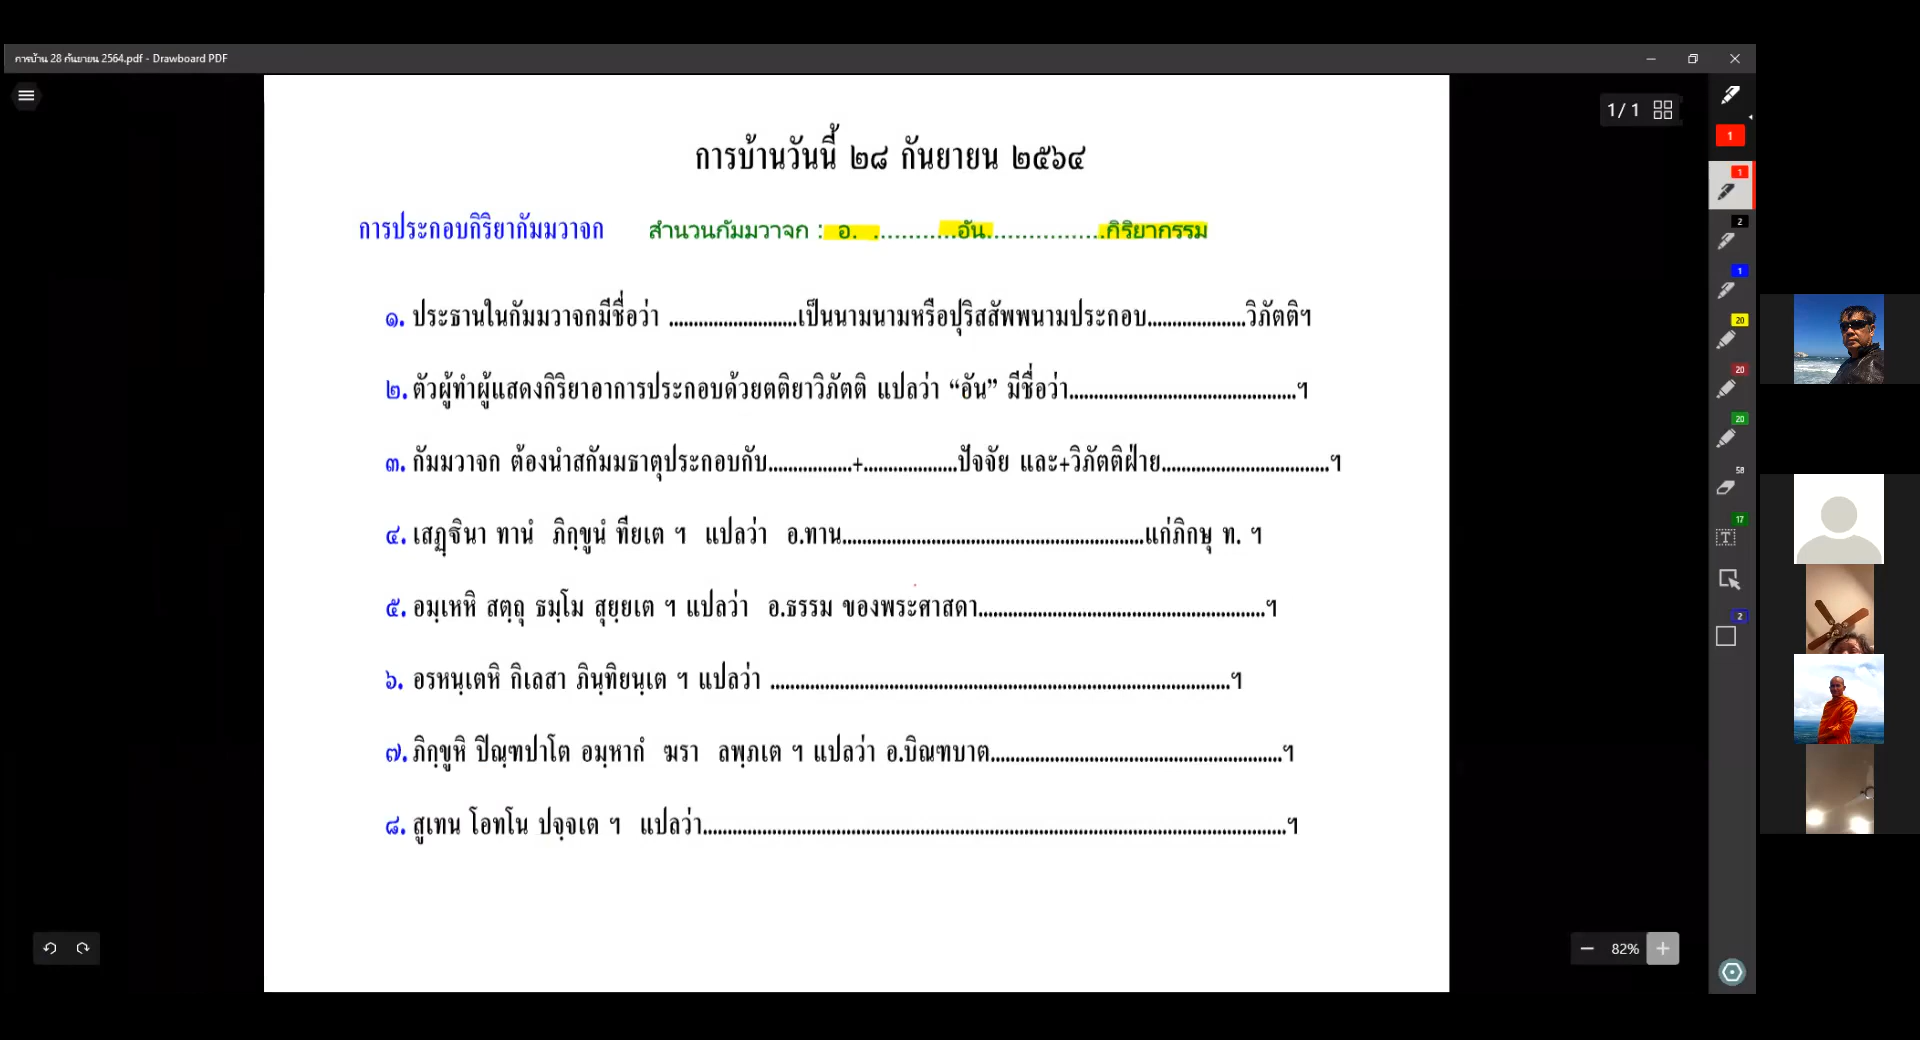 การบ้าน 28 กันยายน 2564.pdf - Drawboard PDF
1/ 1
การบ้านวันนี้ ๒๘ กันยายน ๒๕๖๔
การประกอบกิริยากัมมวาจก สำนวนกัมมวาจก : อ. ............อัน.................กิริยากรรม
๑. ประธานในกัมมวาจกมีชื่อว่า ..........................เป็นนามนามหรือปุริสสัพพนามประกอบ....................วิภัตติฯ
๒. ตัวผู้ทำผู้แสดงกิริยาอาการประกอบด้วยตติยาวิภัตติ แปลว่า “อัน” มีชื่อว่า..............................................ฯ
๓. กัมมวาจก ต้องนำสกัมมธาตุประกอบกับ.................+...................ปัจจัย และ+วิภัตติฝ่าย..................................ฯ
๔. เสฏฺฐินา ทานํ ภิกฺขูนํ ทียเต ฯ แปลว่า อ.ทาน.............................................................แก่ภิกษุ ท. ฯ
๕. อมฺเหหิ สตฺถุ ธมฺโม สุยฺยเต ฯ แปลว่า อ.ธรรม ของพระศาสดา..........................................................ฯ
๖. อรหนฺเตหิ กิเลสา ภินฺทิยนฺเต ฯ แปลว่า .............................................................................................ฯ
๗. ภิกฺขูหิ ปิณฺฑปาโต อมฺหากํ ฆรา ลพฺภเต ฯ แปลว่า อ.บิณฑบาต...........................................................ฯ
๘. สูเทน โอทโน ปจฺจเต ฯ แปลว่า......................................................................................................................ฯ
1
1
2
1
20
20
20
58
17
T
2
82%